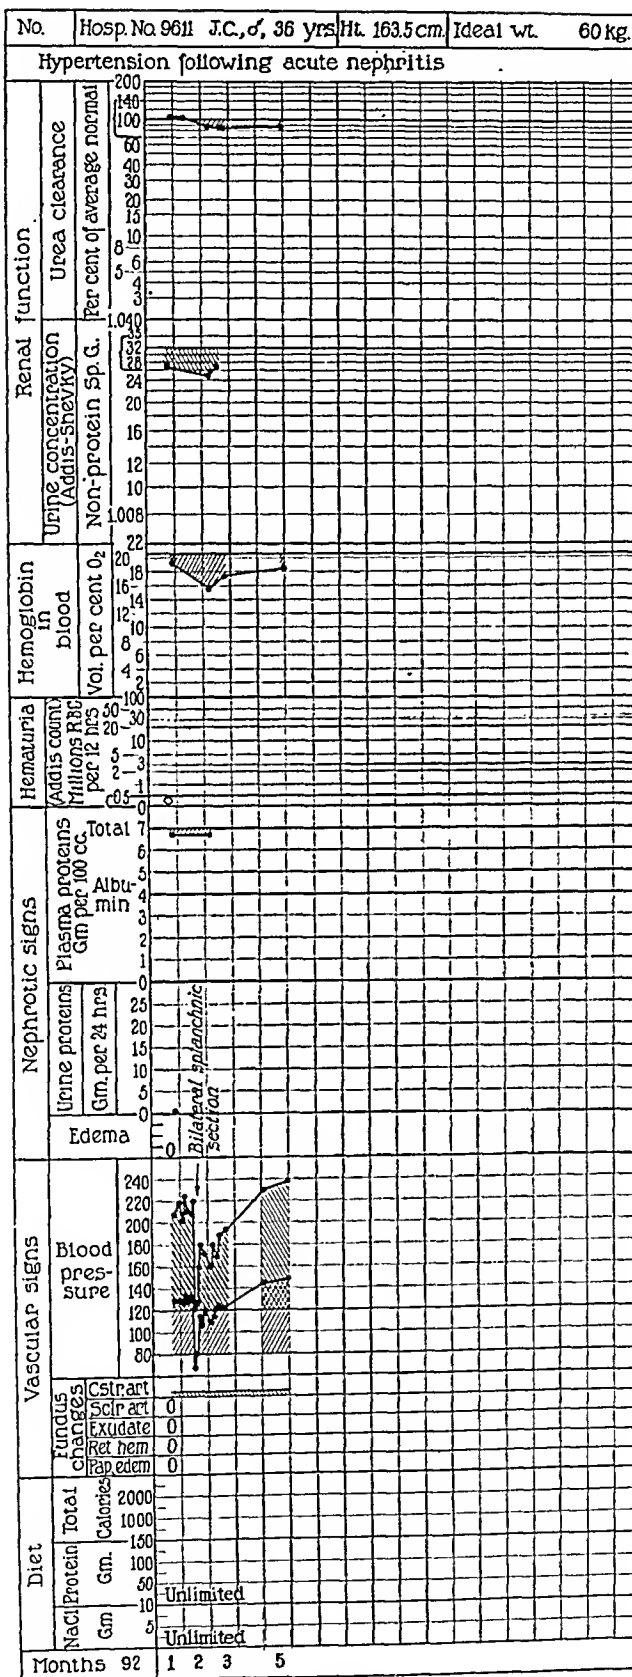 No. Hosp. No. 9611 J.C., ♂, 36 yrs. Ht. 163.5 cm. Ideal wt. 60 kg.
Hypertension following acute nephritis
Renal function
Urea clearance
Per cent of average normal
200
140
100
60
40
30
20
15
10
8
6
5
4
3
Urine concentration
(Addis-Shevky)
Non-protein Sp. G.
1.040
35
32
28
24
20
16
12
10
1.008
Hemoglobin
in
blood
Vol. per cent O2
22
20
18
16
14
12
10
8
6
4
2
Hematuria
(Addis count)
Millions RBC
per 12 hrs
100
50
30
20
10
5
3
2
1
0.5
0
Nephrotic signs
Plasma proteins
Gm per 100 cc.
Total 7
6
5
Albu-
min
4
3
2
1
0
Urine proteins
Gm. per 24 hrs
25
20
15
10
5
0
Bilateral splanchnic
section
Edema
0
Vascular signs
Blood
pres-
sure
240
220
200
180
160
140
120
100
80
Fundus
changes
Cstr. art
Sclr art 0
Exudate 0
Ret hem 0
Pap. edem 0
Diet
Total
Calories
2000
1000
Protein
Gm.
150
100
50
Unlimited
NaCl
Gm
10
5
Unlimited
Months 92 1 2 3 5